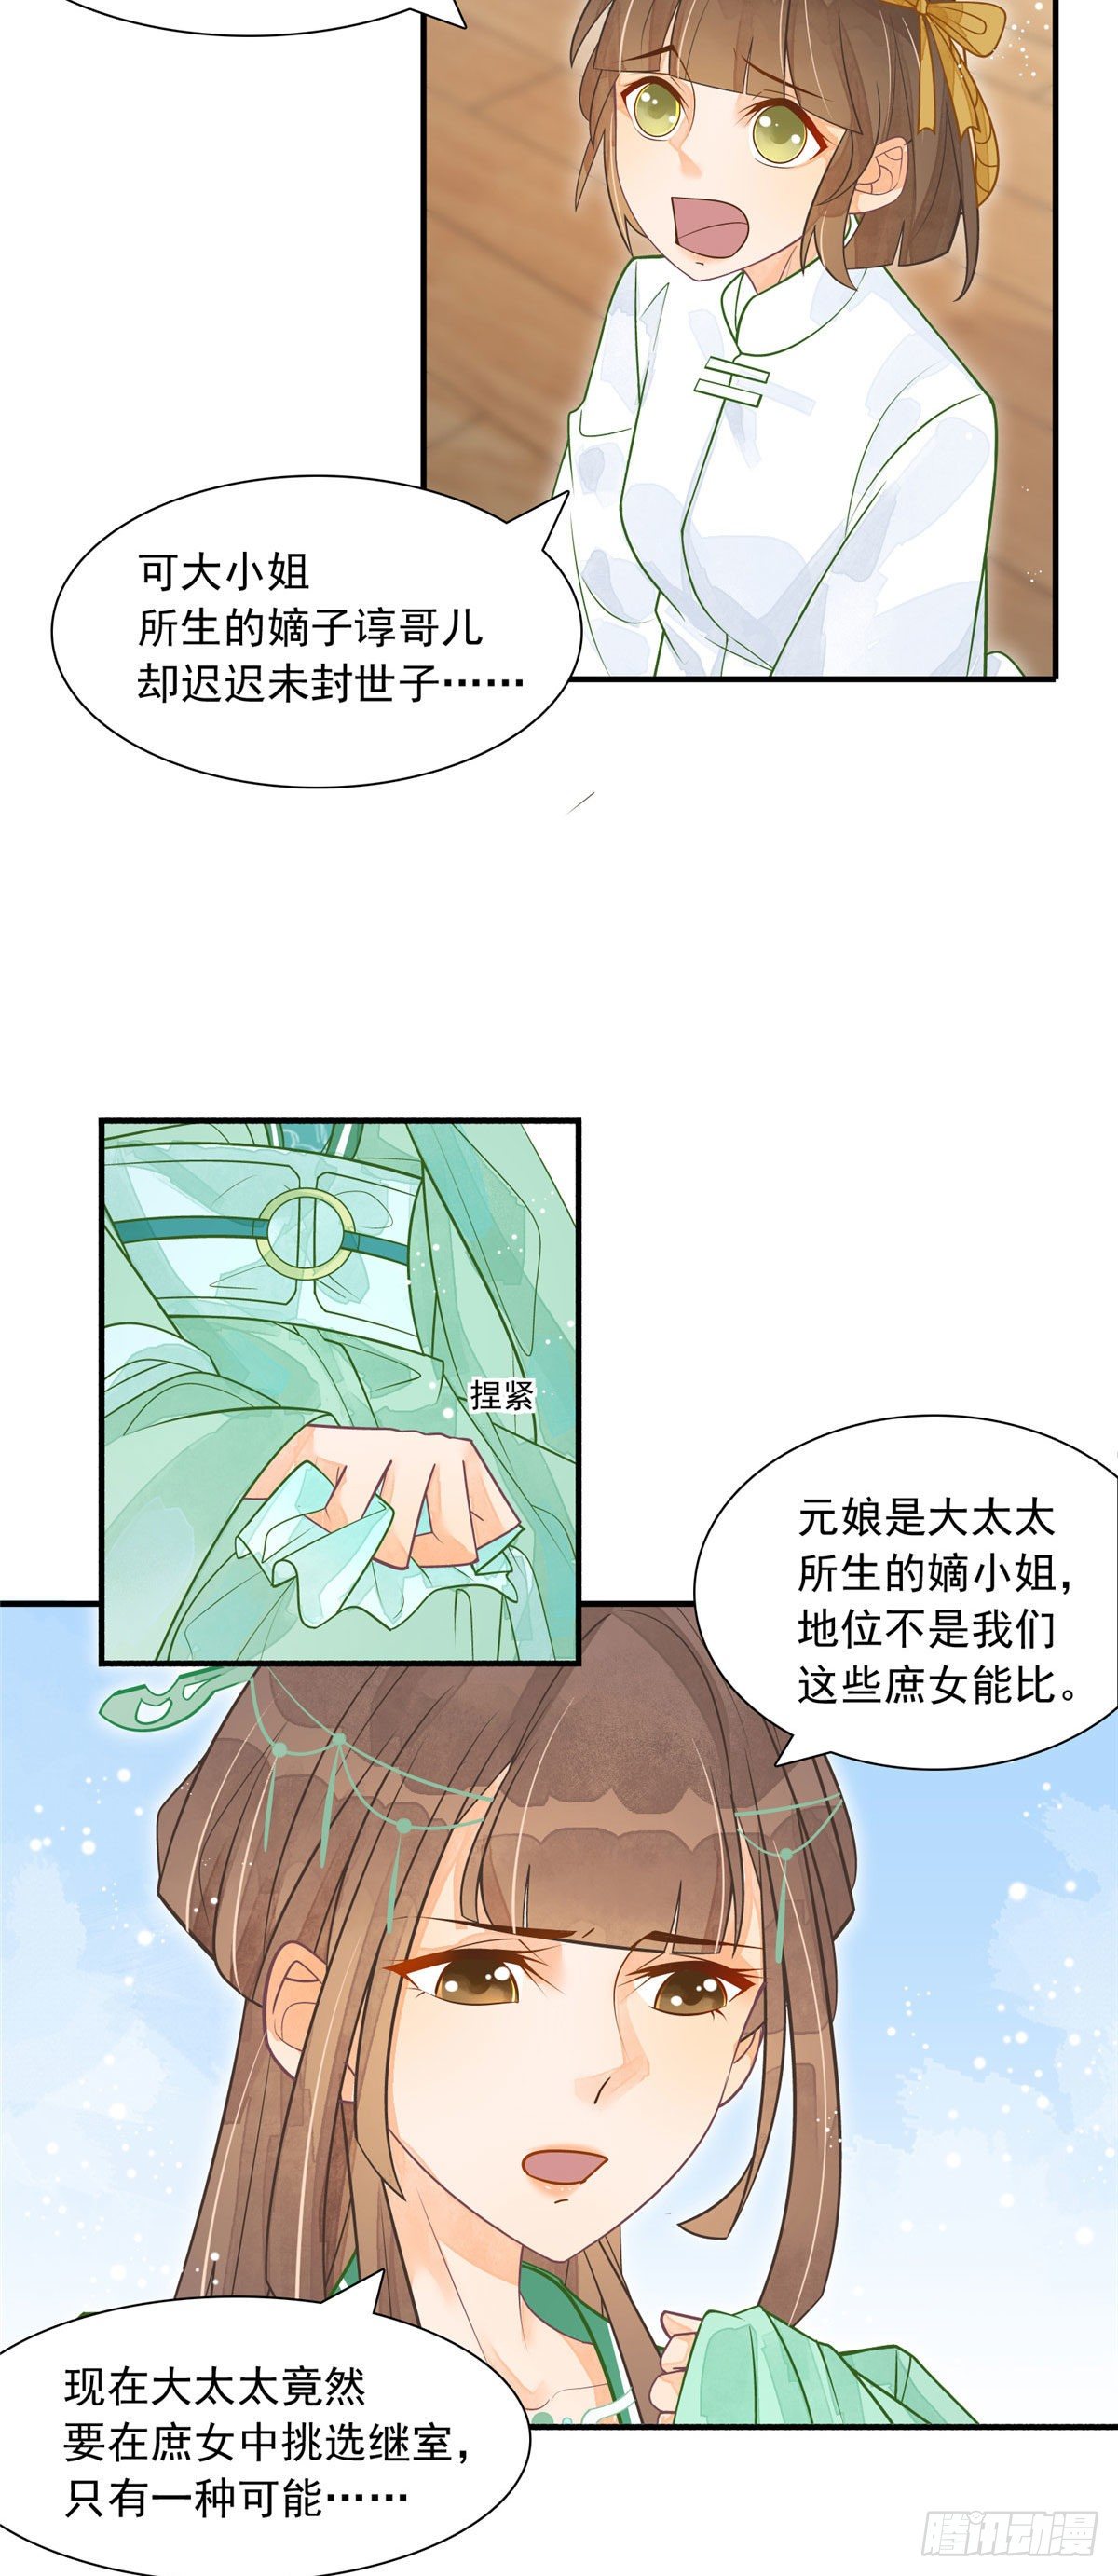 可大小姐
所生的嫡子谆哥儿
却迟迟未封世子……
捏紧
元娘是大太太
所生的嫡小姐，
地位不是我们
这些庶女能比。
现在大太太竟然
要在庶女中挑选继室，
只有一种可能……
腾讯动漫